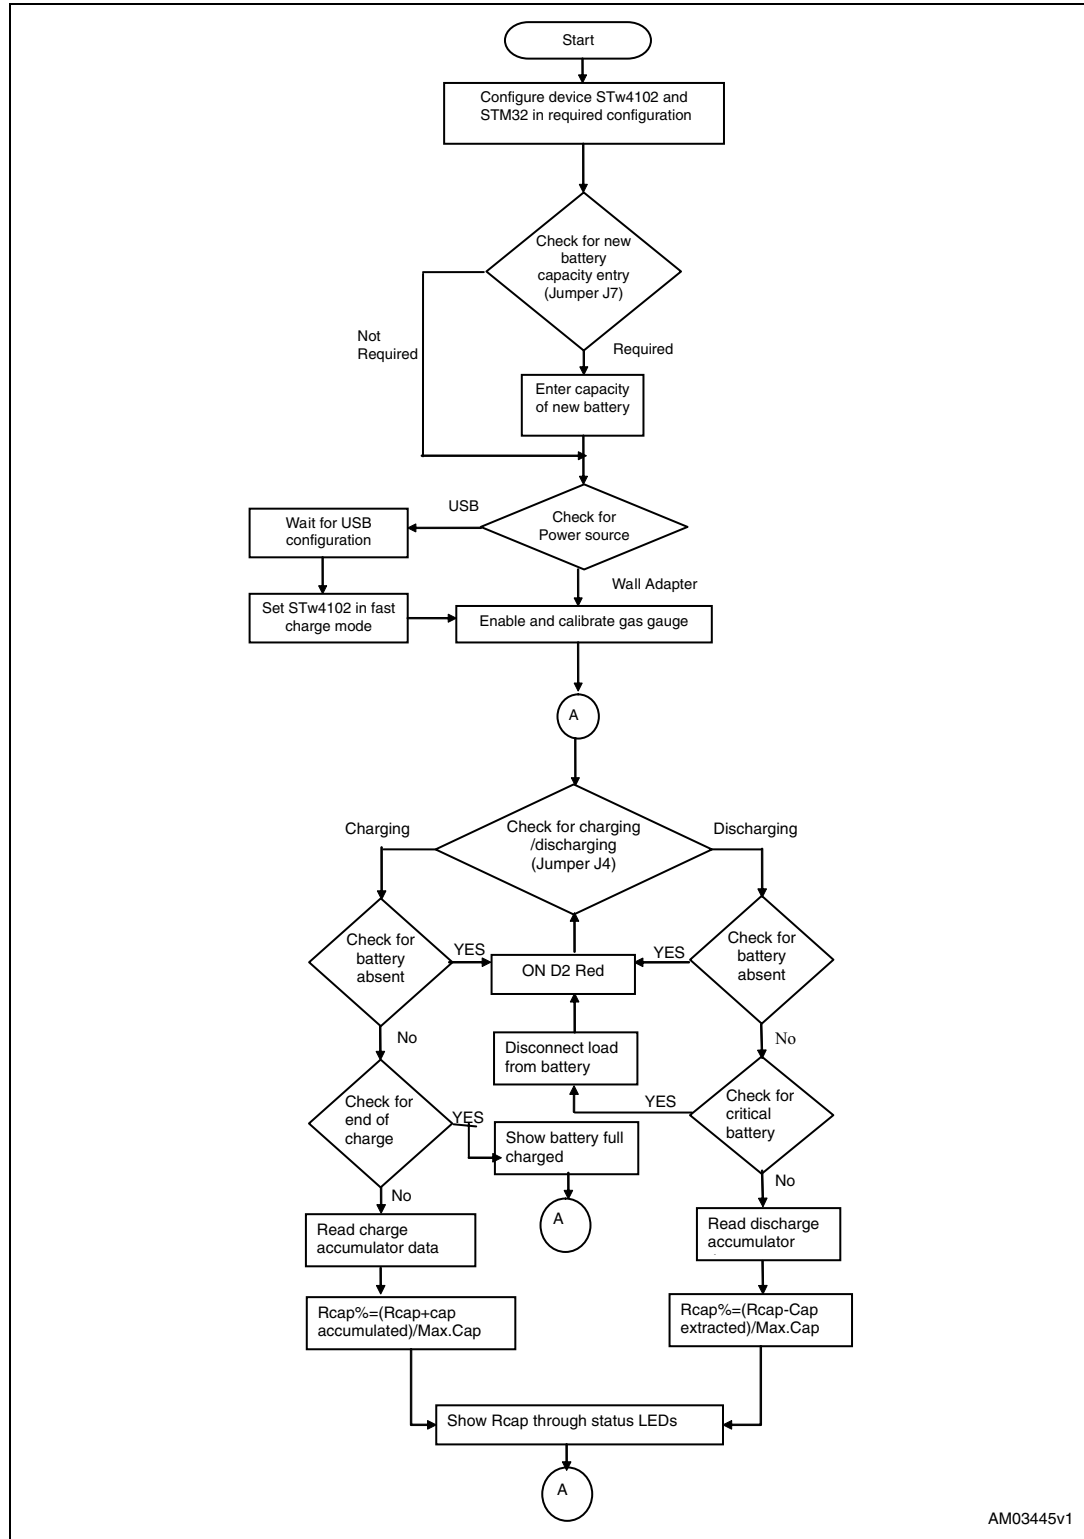 Start
Configure device STw4102 and
STM32 in required configuration
Check for new
battery
capacity entry
(Jumper J7)
Not
Required
Required
Enter capacity
of new battery
USB
Check for
Power source
Wait for USB
configuration
Wall Adapter
Set STw4102 in fast
charge mode
Enable and calibrate gas gauge
A
Charging
Check for charging
/discharging
(Jumper J4)
Discharging
Check for
battery
absent
YES
ON D2 Red
YES
Check for
battery
absent
No
Disconnect load
from battery
No
Check for
end of
charge
YES
Show battery full
charged
YES
Check for
critical
battery
No
A
No
Read charge
accumulator data
Read discharge
accumulator
Rcap%=(Rcap+cap
accumulated)/Max.Cap
Rcap%=(Rcap-Cap
extracted)/Max.Cap
Show Rcap through status LEDs
A
AM03445v1